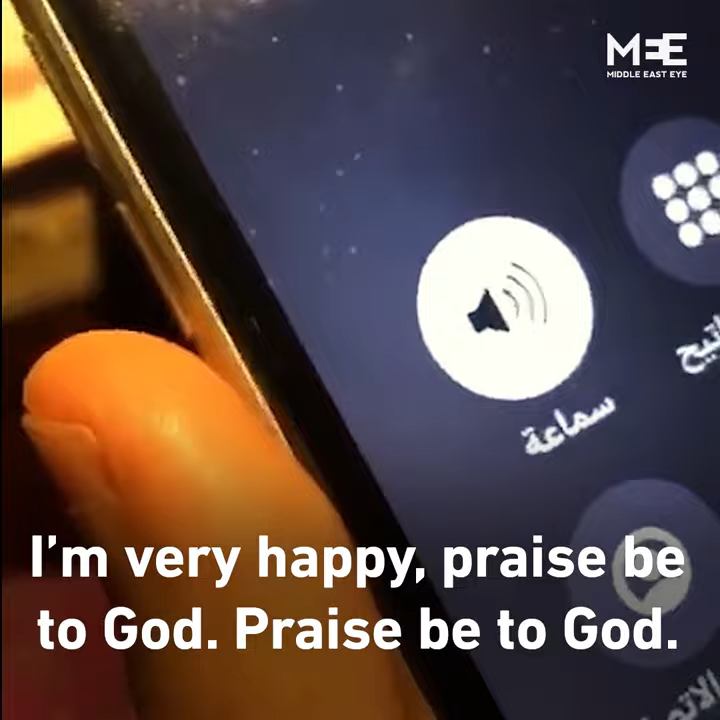 MEE
MIDDLE EAST EYE
سماعة
I'm very happy, praise be
to God. Praise be to God.